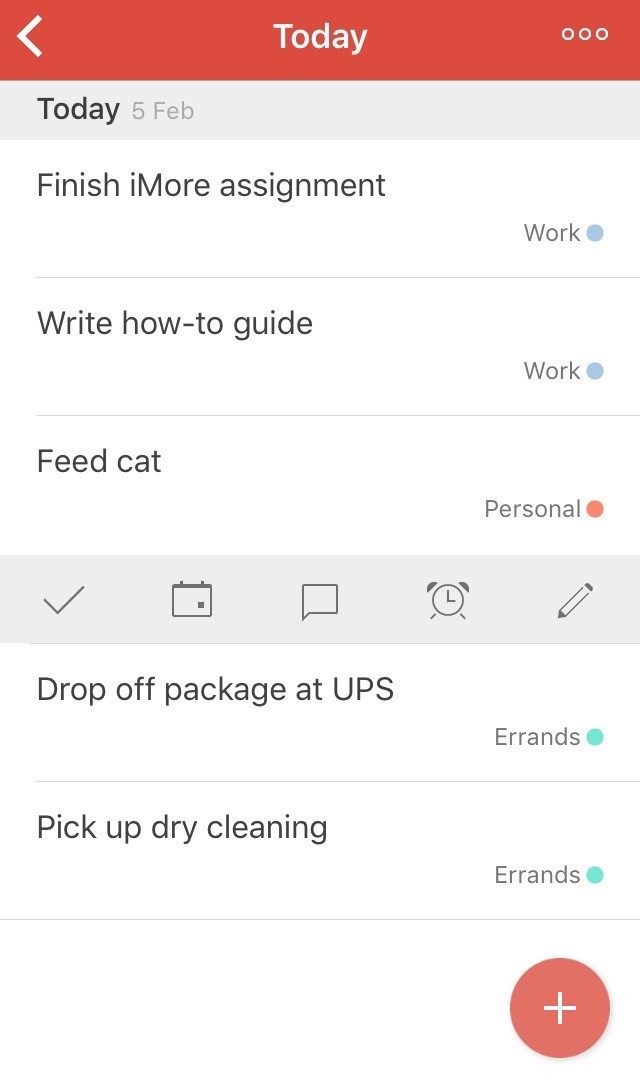 Today
Today 5 Feb
Finish iMore assignment
Work
Write how-to guide
Work
Feed cat
Personal
Drop off package at UPS
Errands
Pick up dry cleaning
Errands